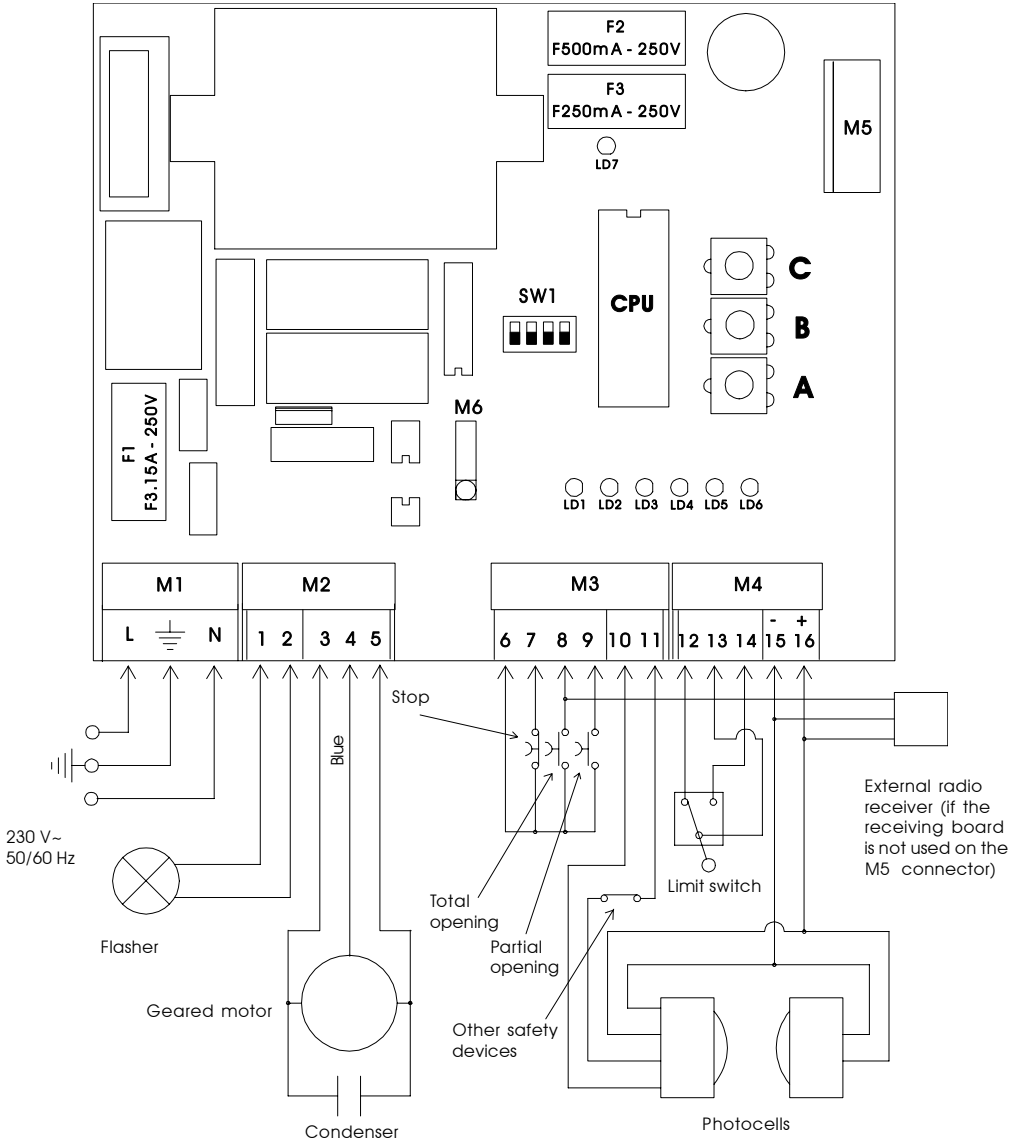 F2
F500mA - 250V
F3
F250mA - 250V
LD7
M5
C
B
A
CPU
SW1
M6
F1
F3.15A - 250V
LD1 LD2 LD3 LD4 LD5 LD6
M1 M2 M3 M4
L N 1 2 3 4 5 6 7 8 9 10 11 12 13 14 - 15 + 16
Stop
Blue
230 V~
50/60 Hz
Flasher
Geared motor
Condenser
Total
opening
Partial
opening
Other safety
devices
Limit switch
External radio
receiver (if the
receiving board
is not used on the
M5 connector)
Photocells